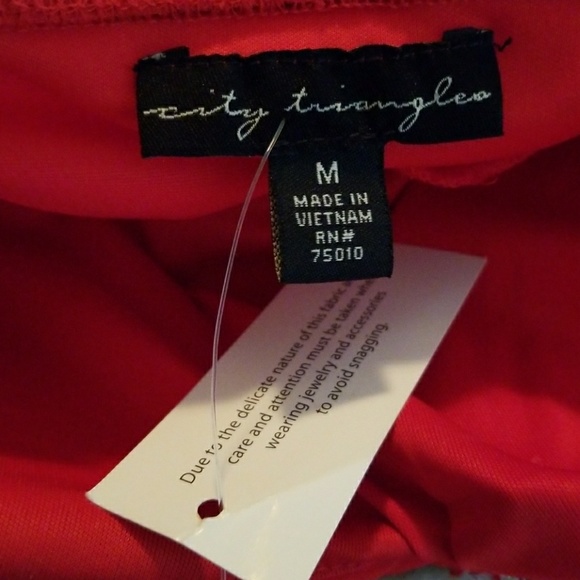 city triangles
M
MADE IN
VIETNAM
RN#
75010
Due to the delicate nature of this fabric
care and attention must be taken
wearing jewelry and accessories
to avoid snagging.